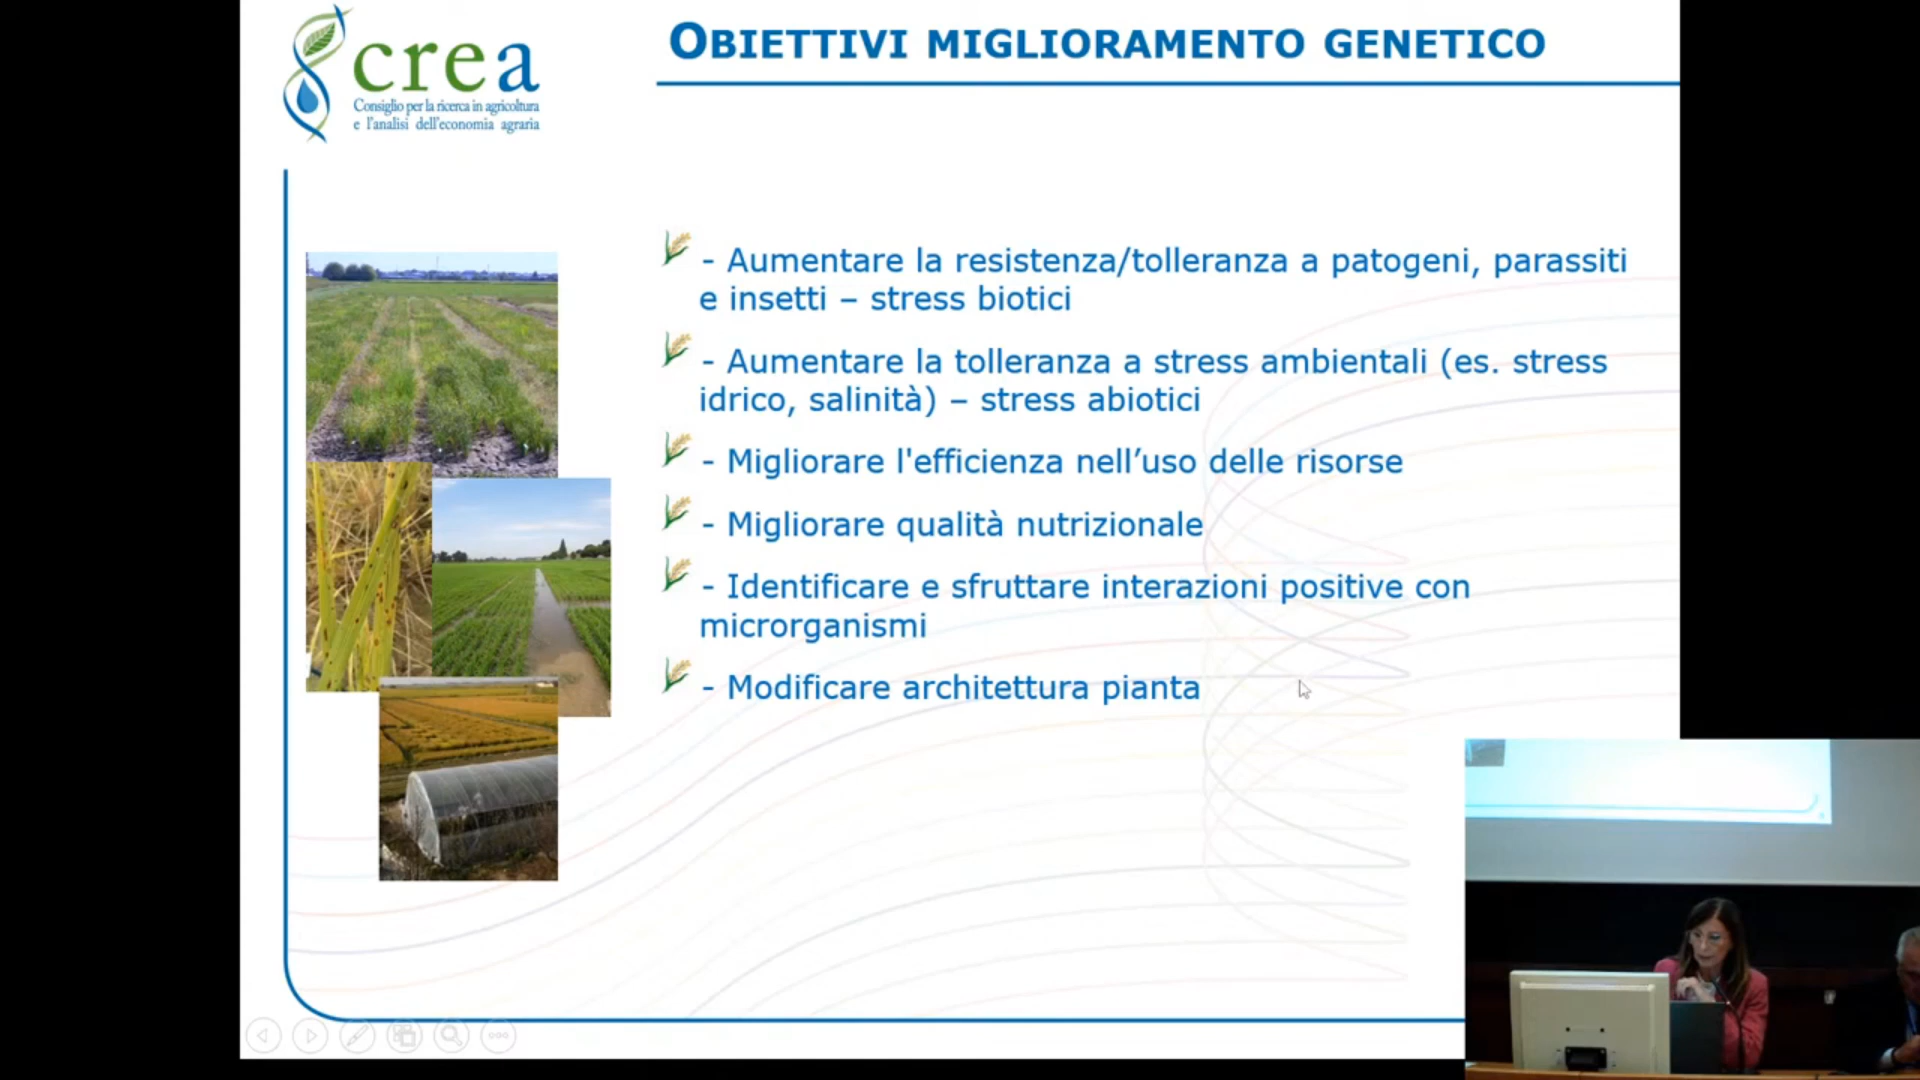 crea
Consiglio per la ricerca in agricoltura
e l'analisi dell'economia agraria
OBIETTIVI MIGLIORAMENTO GENETICO
- Aumentare la resistenza/tolleranza a patogeni, parassiti
e insetti – stress biotici
- Aumentare la tolleranza a stress ambientali (es. stress
idrico, salinità) – stress abiotici
- Migliorare l'efficienza nell’uso delle risorse
- Migliorare qualità nutrizionale
- Identificare e sfruttare interazioni positive con
microrganismi
- Modificare architettura pianta